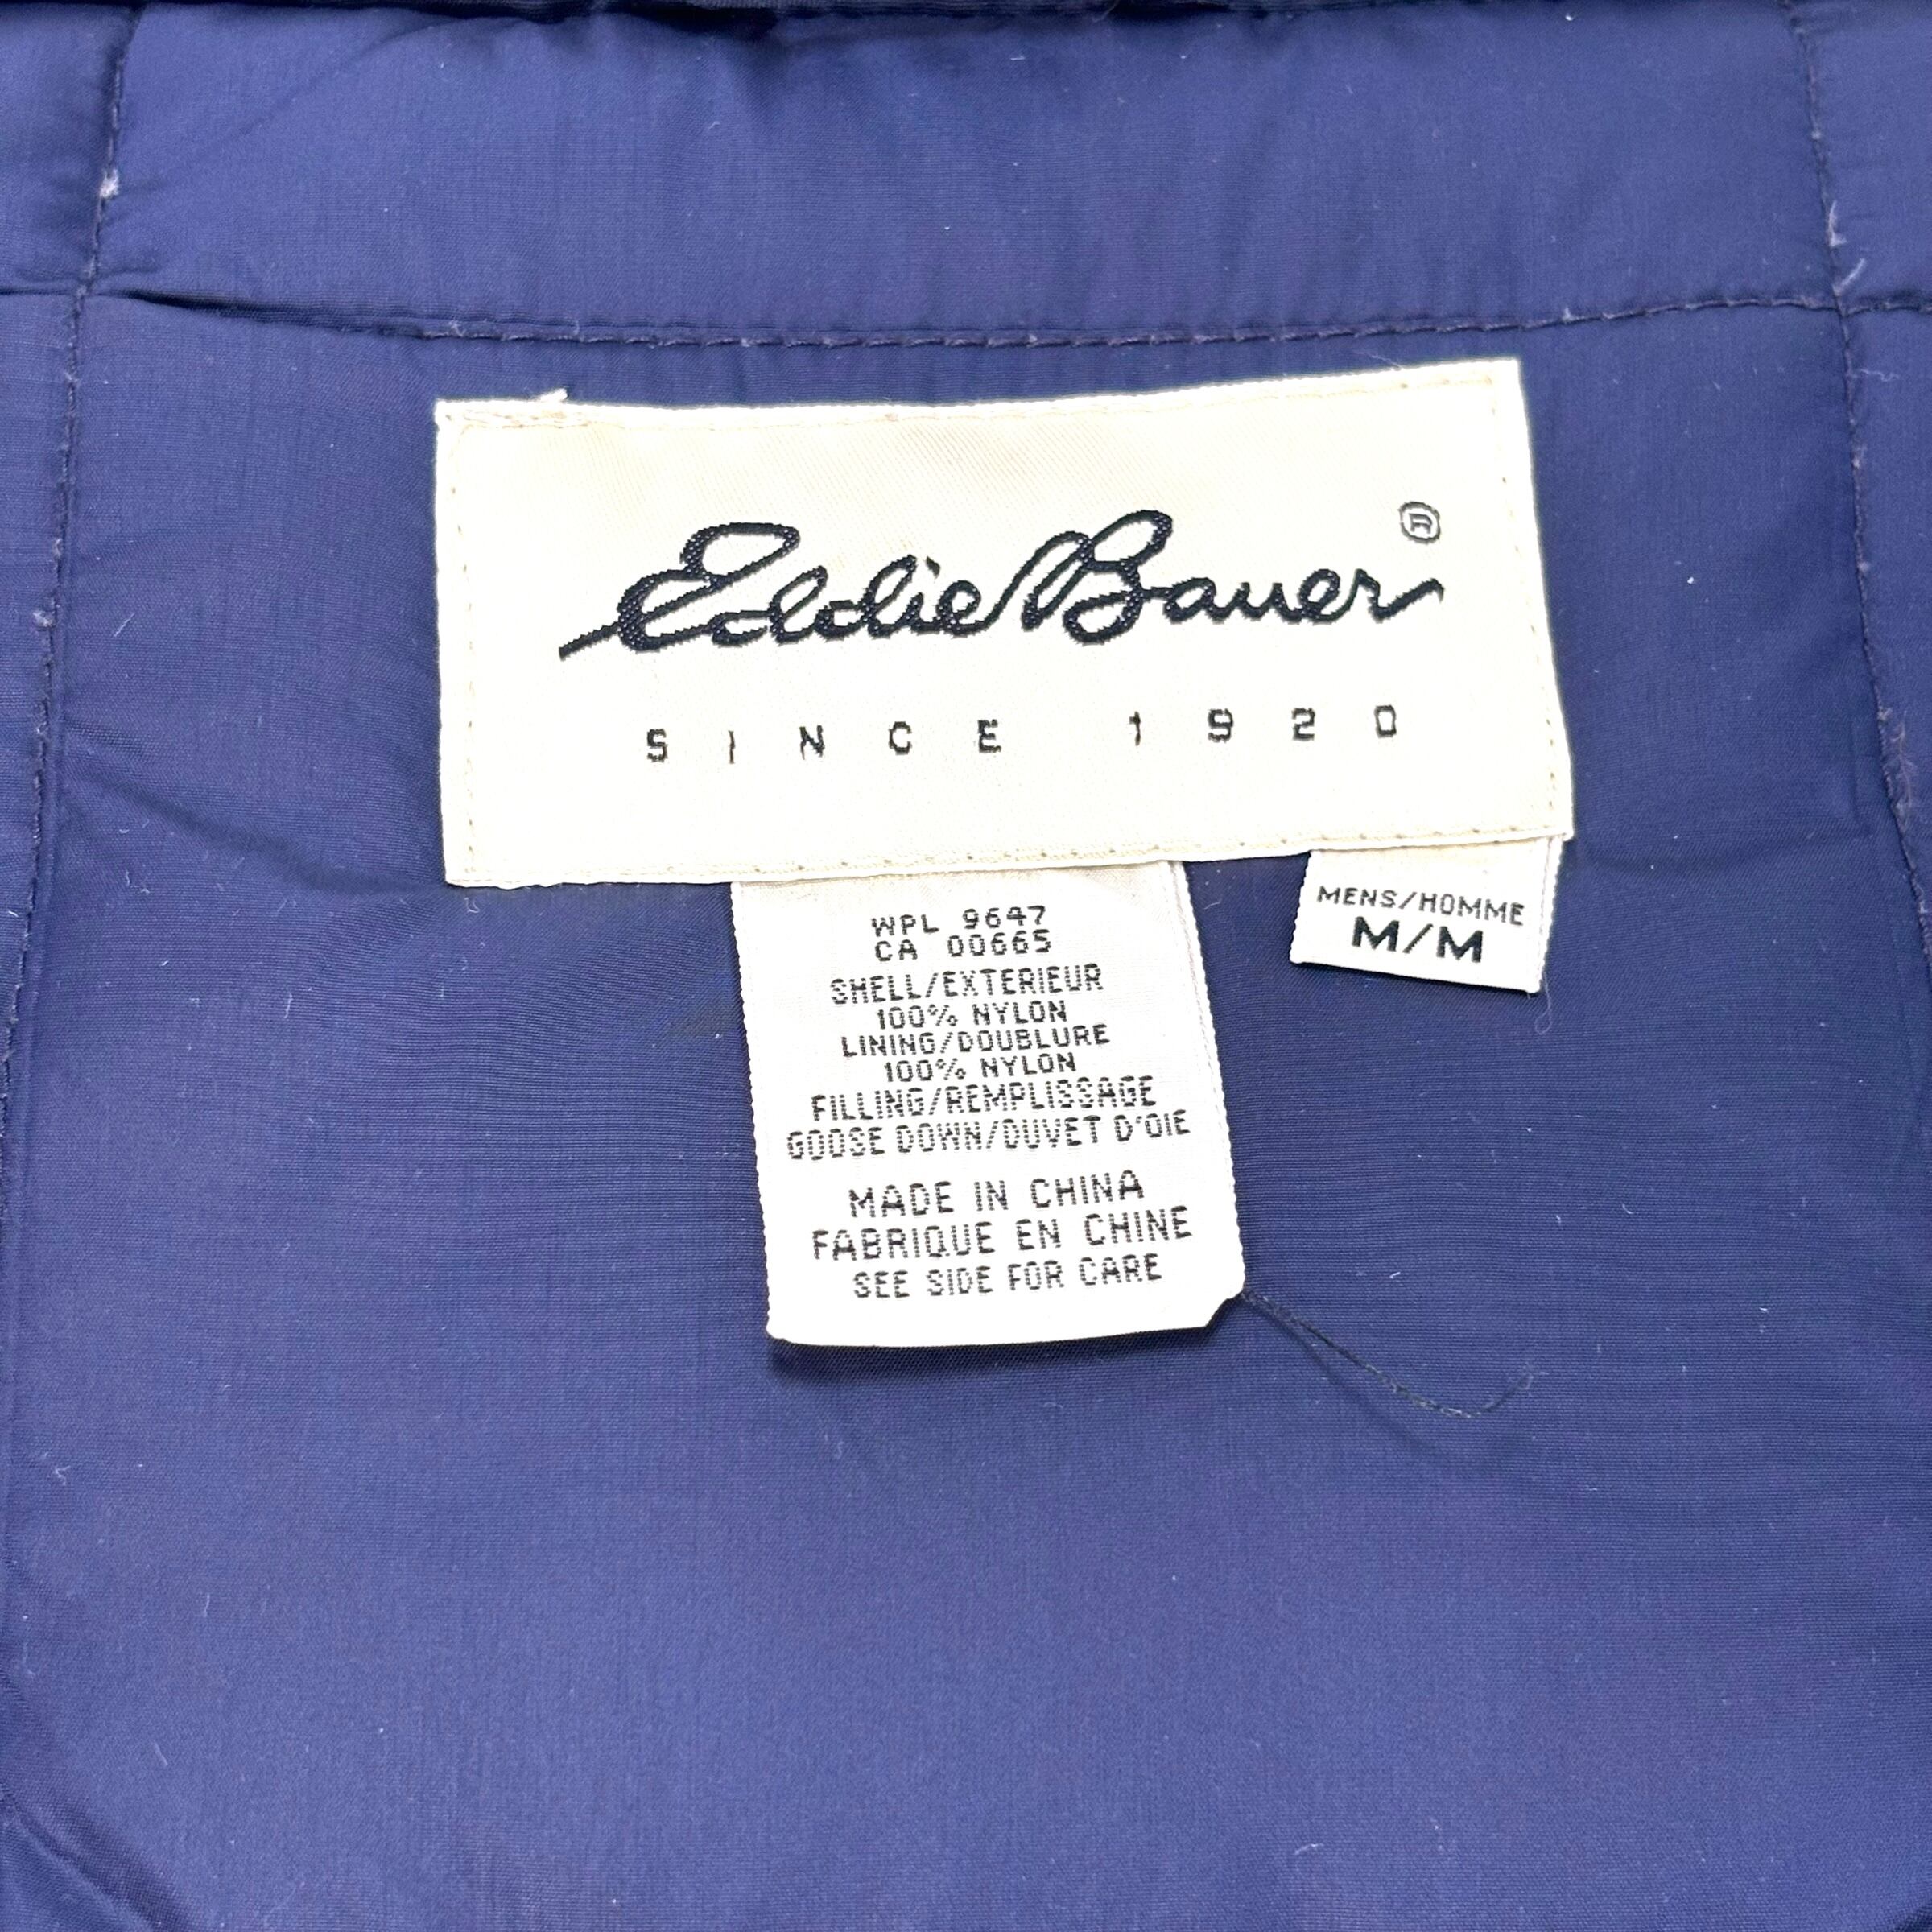 Eddie Bauer®
SINCE 1920
WPL 9647
CA 00665
SHELL/EXTERIEUR
100% NYLON
LINING/DOUBLURE
100% NYLON
FILLING/REMPLISSAGE
GOOSE DOWN/DUVET D'OIE
MADE IN CHINA
FABRIQUE EN CHINE
SEE SIDE FOR CARE
MENS/HOMME
M/M